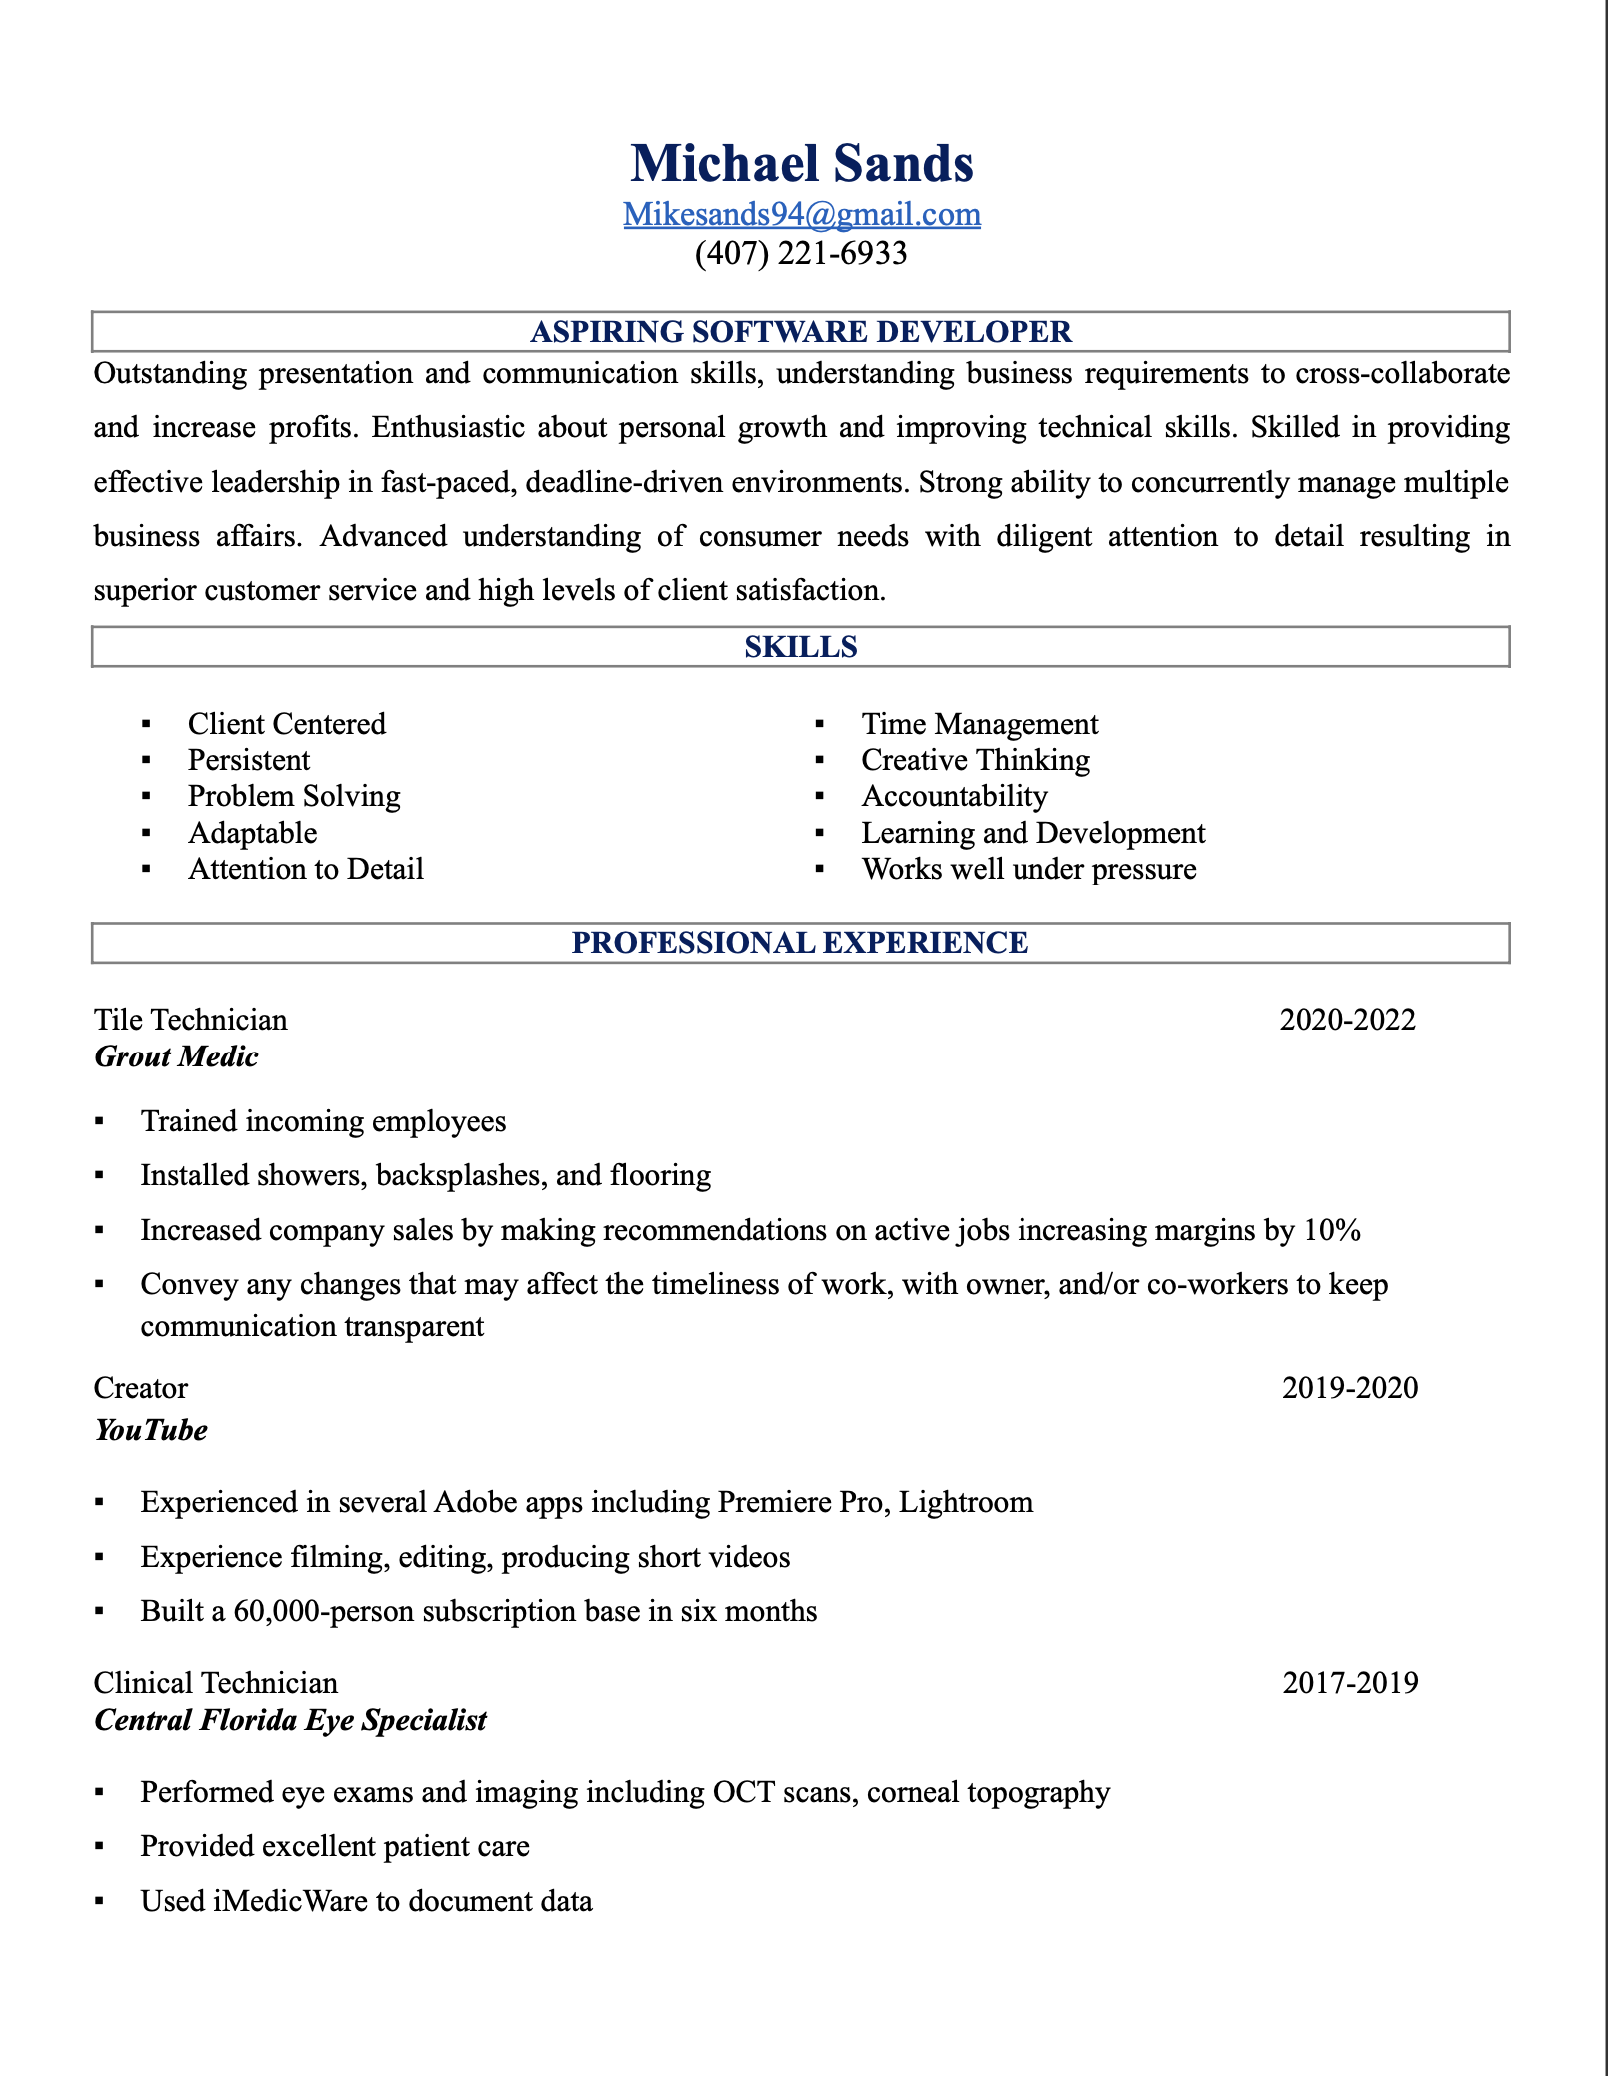 Michael Sands
Mikesands94@gmail.com
(407) 221-6933
ASPIRING SOFTWARE DEVELOPER
Outstanding presentation and communication skills, understanding business requirements to cross-collaborate
and increase profits. Enthusiastic about personal growth and improving technical skills. Skilled in providing
effective leadership in fast-paced, deadline-driven environments. Strong ability to concurrently manage multiple
business affairs. Advanced understanding of consumer needs with diligent attention to detail resulting in
superior customer service and high levels of client satisfaction.
SKILLS
▪ Client Centered
▪ Persistent
▪ Problem Solving
▪ Adaptable
▪ Attention to Detail
▪ Time Management
▪ Creative Thinking
▪ Accountability
▪ Learning and Development
▪ Works well under pressure
PROFESSIONAL EXPERIENCE
Tile Technician 2020-2022
Grout Medic
▪ Trained incoming employees
▪ Installed showers, backsplashes, and flooring
▪ Increased company sales by making recommendations on active jobs increasing margins by 10%
▪ Convey any changes that may affect the timeliness of work, with owner, and/or co-workers to keep
communication transparent
Creator 2019-2020
YouTube
▪ Experienced in several Adobe apps including Premiere Pro, Lightroom
▪ Experience filming, editing, producing short videos
▪ Built a 60,000-person subscription base in six months
Clinical Technician 2017-2019
Central Florida Eye Specialist
▪ Performed eye exams and imaging including OCT scans, corneal topography
▪ Provided excellent patient care
▪ Used iMedicWare to document data